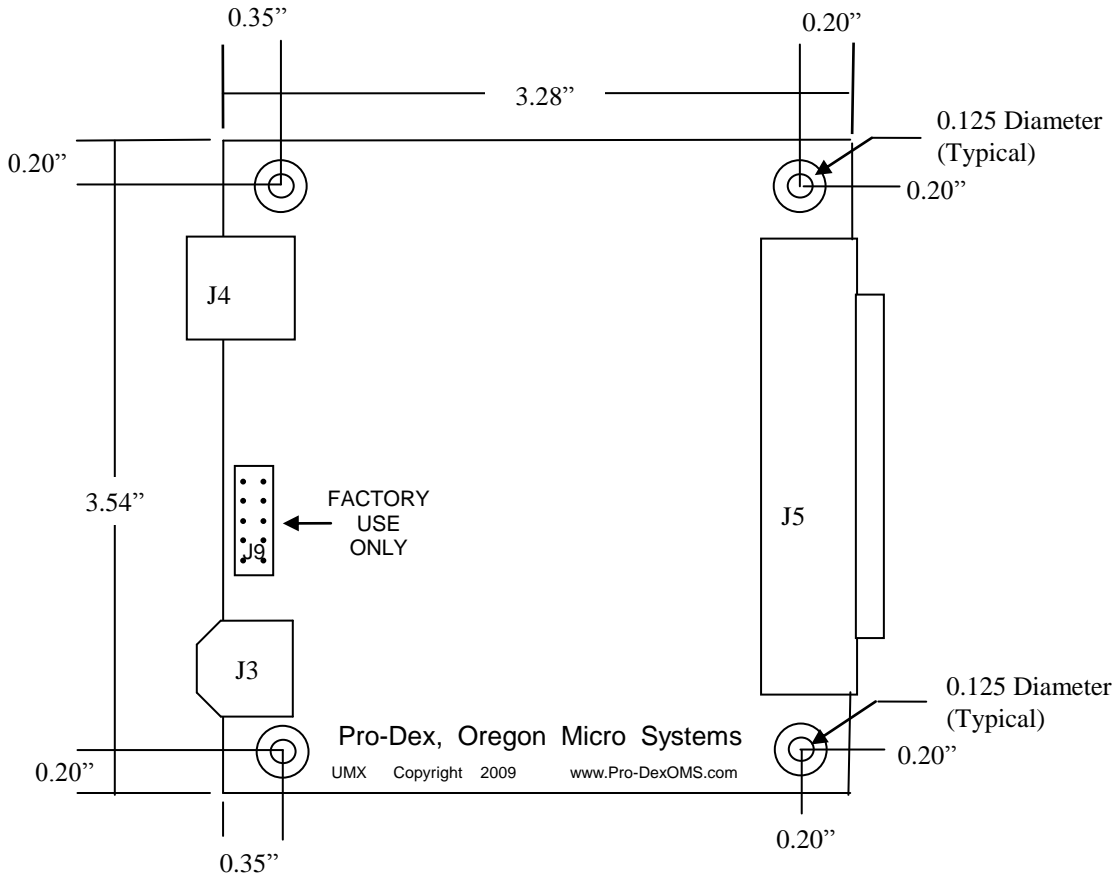 0.35”
0.20”
3.28”
0.125 Diameter
(Typical)
0.20”
0.20”
J4
3.54”
FACTORY
USE
ONLY
J9
J5
J3
0.125 Diameter
(Typical)
Pro-Dex, Oregon Micro Systems
0.20”
0.20”
UMX Copyright 2009 www.Pro-DexOMS.com
0.20”
0.35”